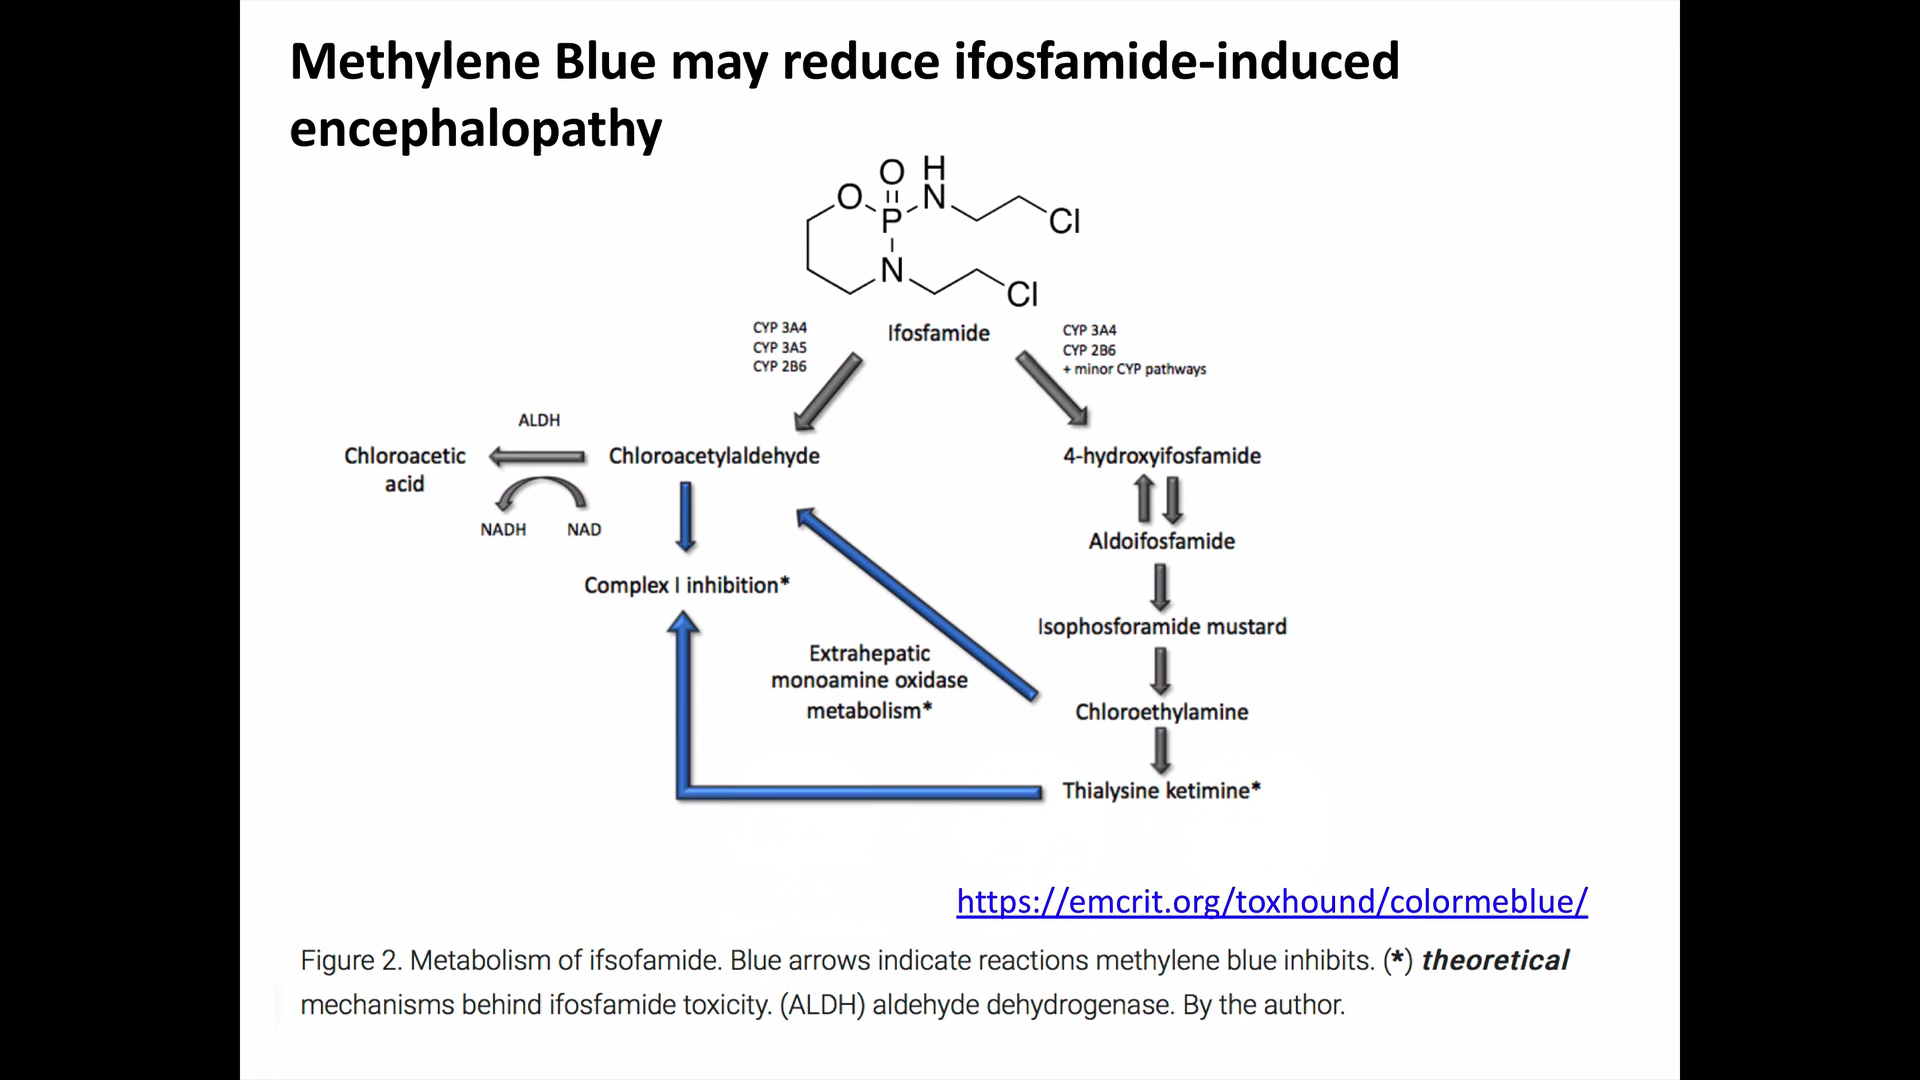 Methylene Blue may reduce ifosfamide-induced
encephalopathy
O
H
O
P
N
Cl
N
Cl
Ifosfamide
CYP 3A4
CYP 3A5
CYP 2B6
CYP 3A4
CYP 2B6
+ minor CYP pathways
ALDH
Chloroacetic
acid
Chloroacetylaldehyde
4-hydroxyifosfamide
NADH
NAD
Aldoifosfamide
Complex I inhibition*
Isophosforamide mustard
Extrahepatic
monoamine oxidase
metabolism*
Chloroethylamine
Thialysine ketimine*
https://emcrit.org/toxhound/colormeblue/
Figure 2. Metabolism of ifsofamide. Blue arrows indicate reactions methylene blue inhibits. (*) theoretical
mechanisms behind ifosfamide toxicity. (ALDH) aldehyde dehydrogenase. By the author.